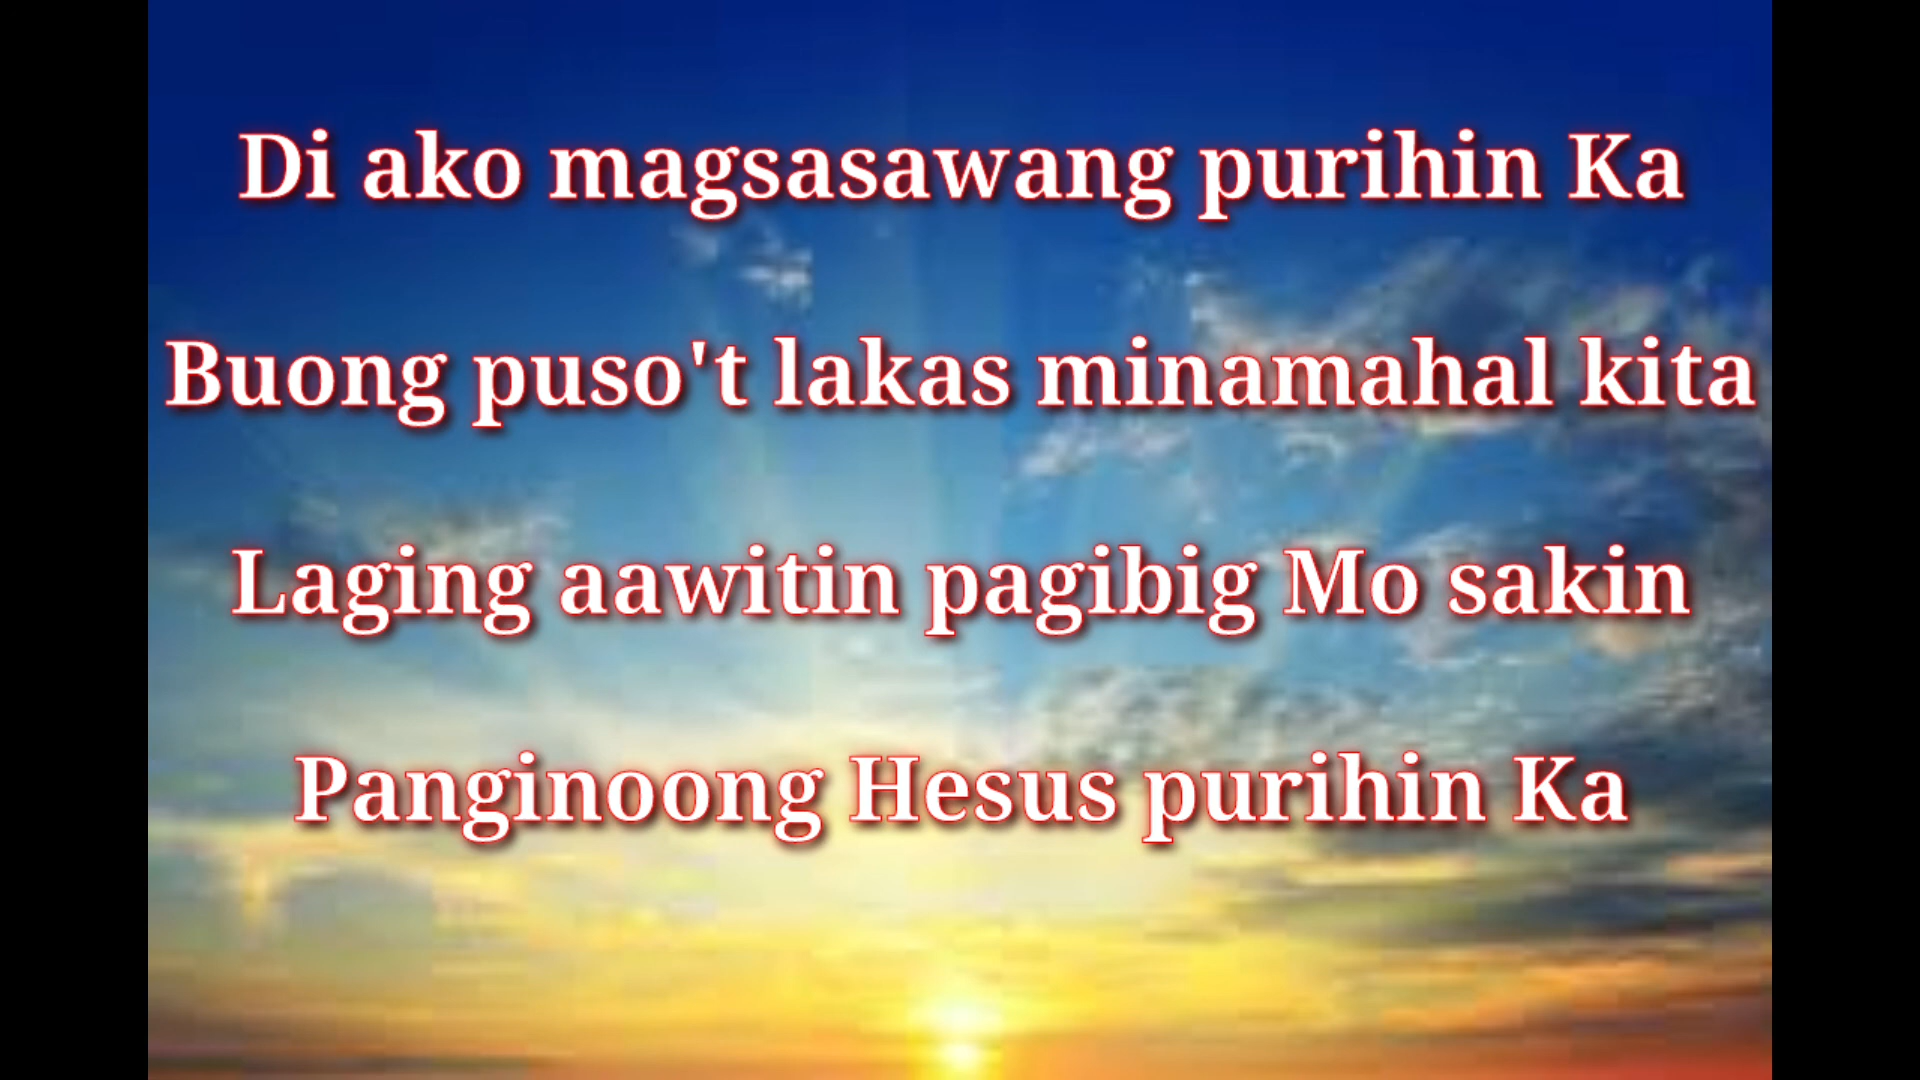 Di ako magsasawang purihin Ka
Buong puso't lakas minamahal kita
Laging aawitin pagibig Mo sakin
Panginoong Hesus purihin Ka